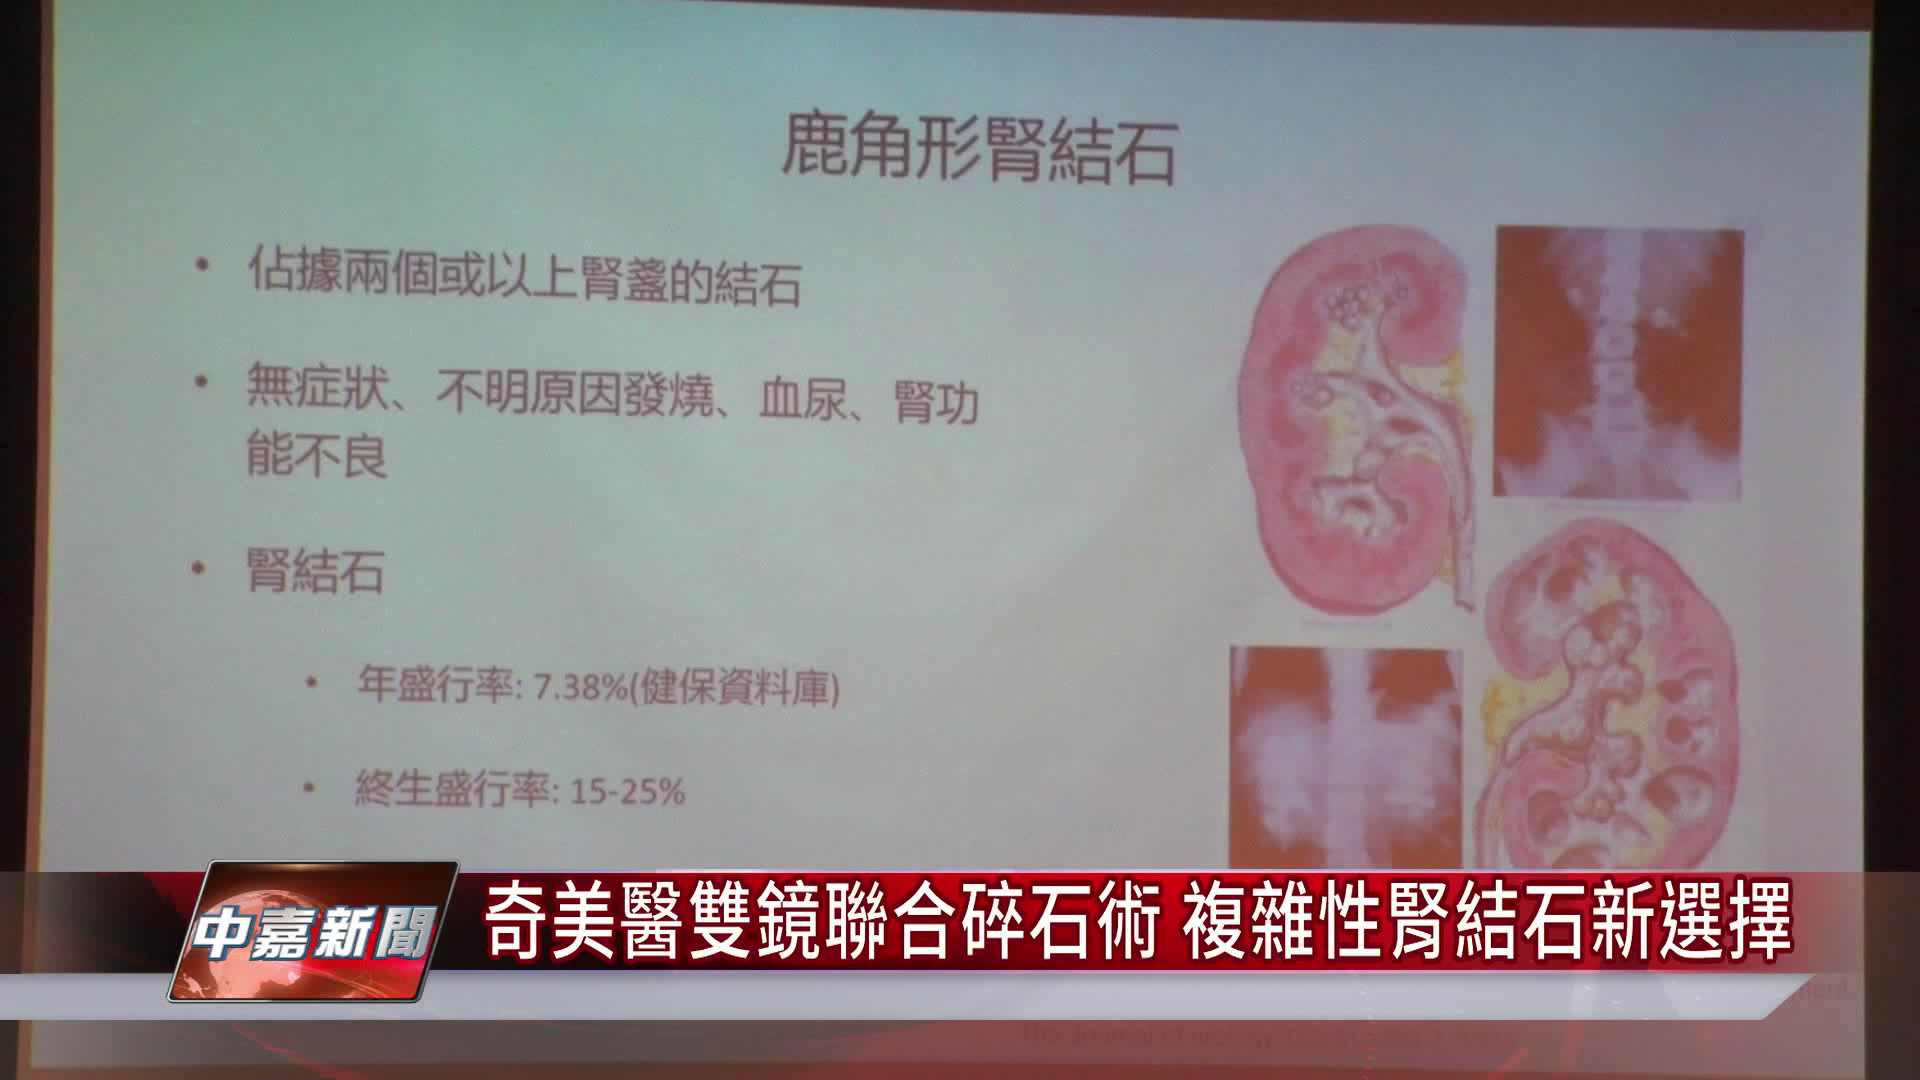 鹿角形腎結石
• 佔據兩個或以上腎盞的結石
• 無症狀、不明原因發燒、血尿、腎功
能不良
• 腎結石
• 年盛行率: 7.38%(健保資料庫)
• 終生盛行率: 15-25%
中嘉新聞
奇美醫雙鏡聯合碎石術 複雜性腎結石新選擇
The Journal of